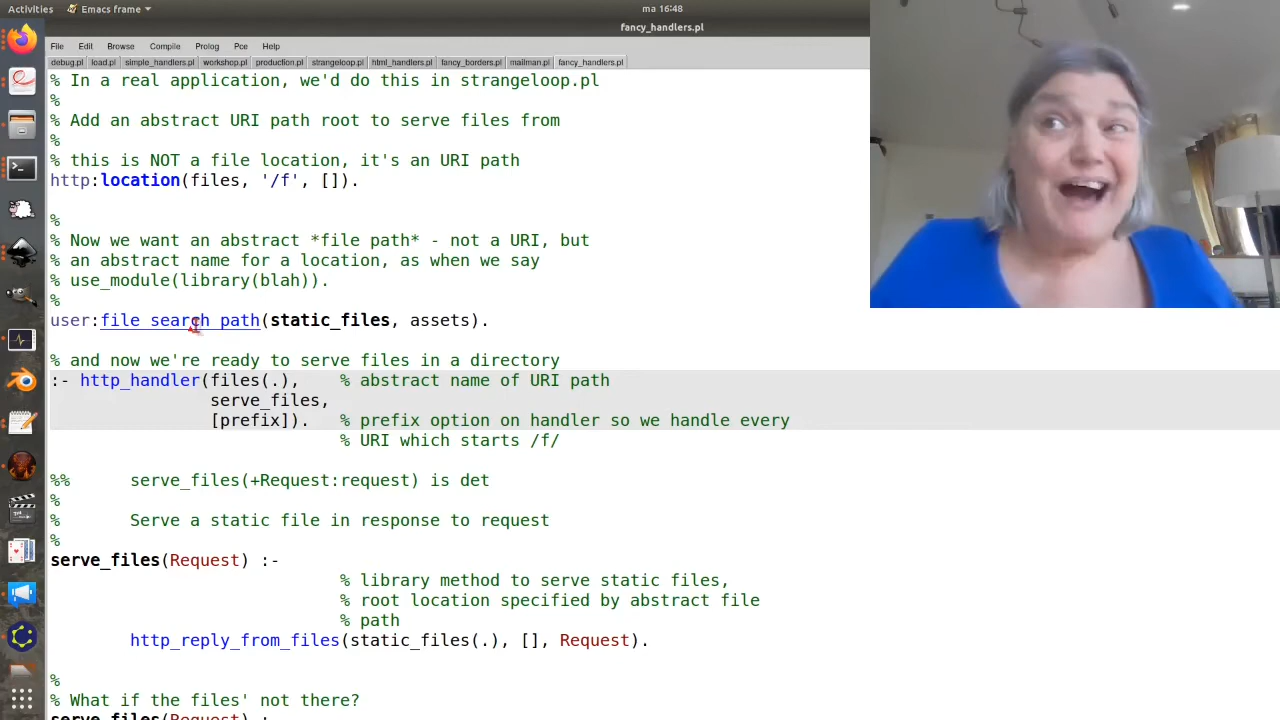 Activities Emacs frame ma 16:48
fancy_handlers.pl
File Edit Browse Compile Prolog Pce Help
debug.pl load.pl simple_handlers.pl workshop.pl production.pl strangeloop.pl html_handlers.pl fancy_borders.pl mailman.pl fancy_handlers.pl
% In a real application, we'd do this in strangeloop.pl
%
% Add an abstract URI path root to serve files from
%
% this is NOT a file location, it's an URI path
http:location(files, '/f', []).
%
% Now we want an abstract *file path* - not a URI, but
% an abstract name for a location, as when we say
% use_module(library(blah)).
%
user:file_search_path(static_files, assets).
% and now we're ready to serve files in a directory
:- http_handler(files(.), % abstract name of URI path
serve_files,
[prefix]). % prefix option on handler so we handle every
% URI which starts /f/
%% serve_files(+Request:request) is det
%
% Serve a static file in response to request
%
serve_files(Request) :-
% library method to serve static files,
% root location specified by abstract file
% path
http_reply_from_files(static_files(.), [], Request).
%
% What if the files' not there?
serve_files(Request) :-